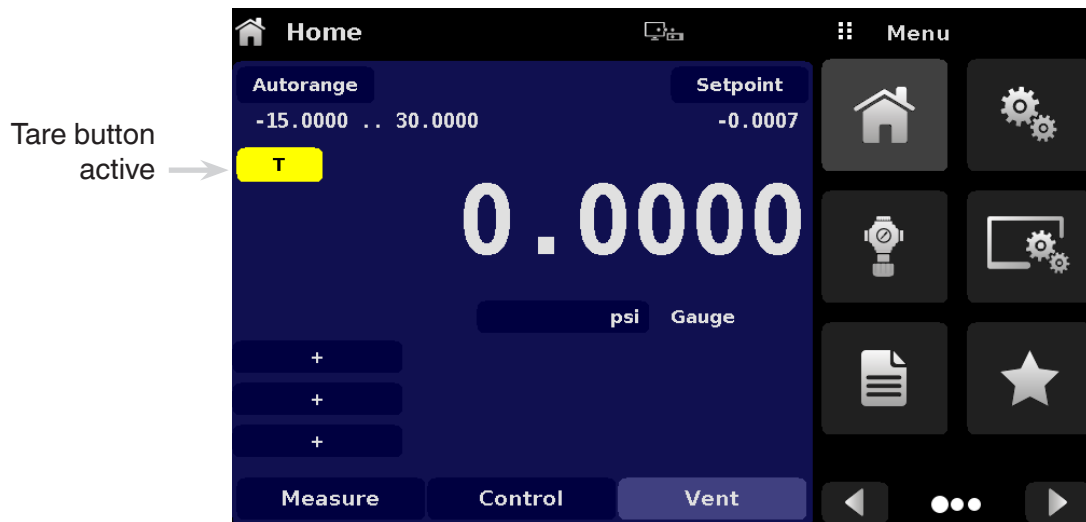 Home
Menu
Autorange
Setpoint
-15.0000 .. 30.0000
-0.0007
Tare button
active
T
0.0000
psi
Gauge
+
+
+
Measure
Control
Vent